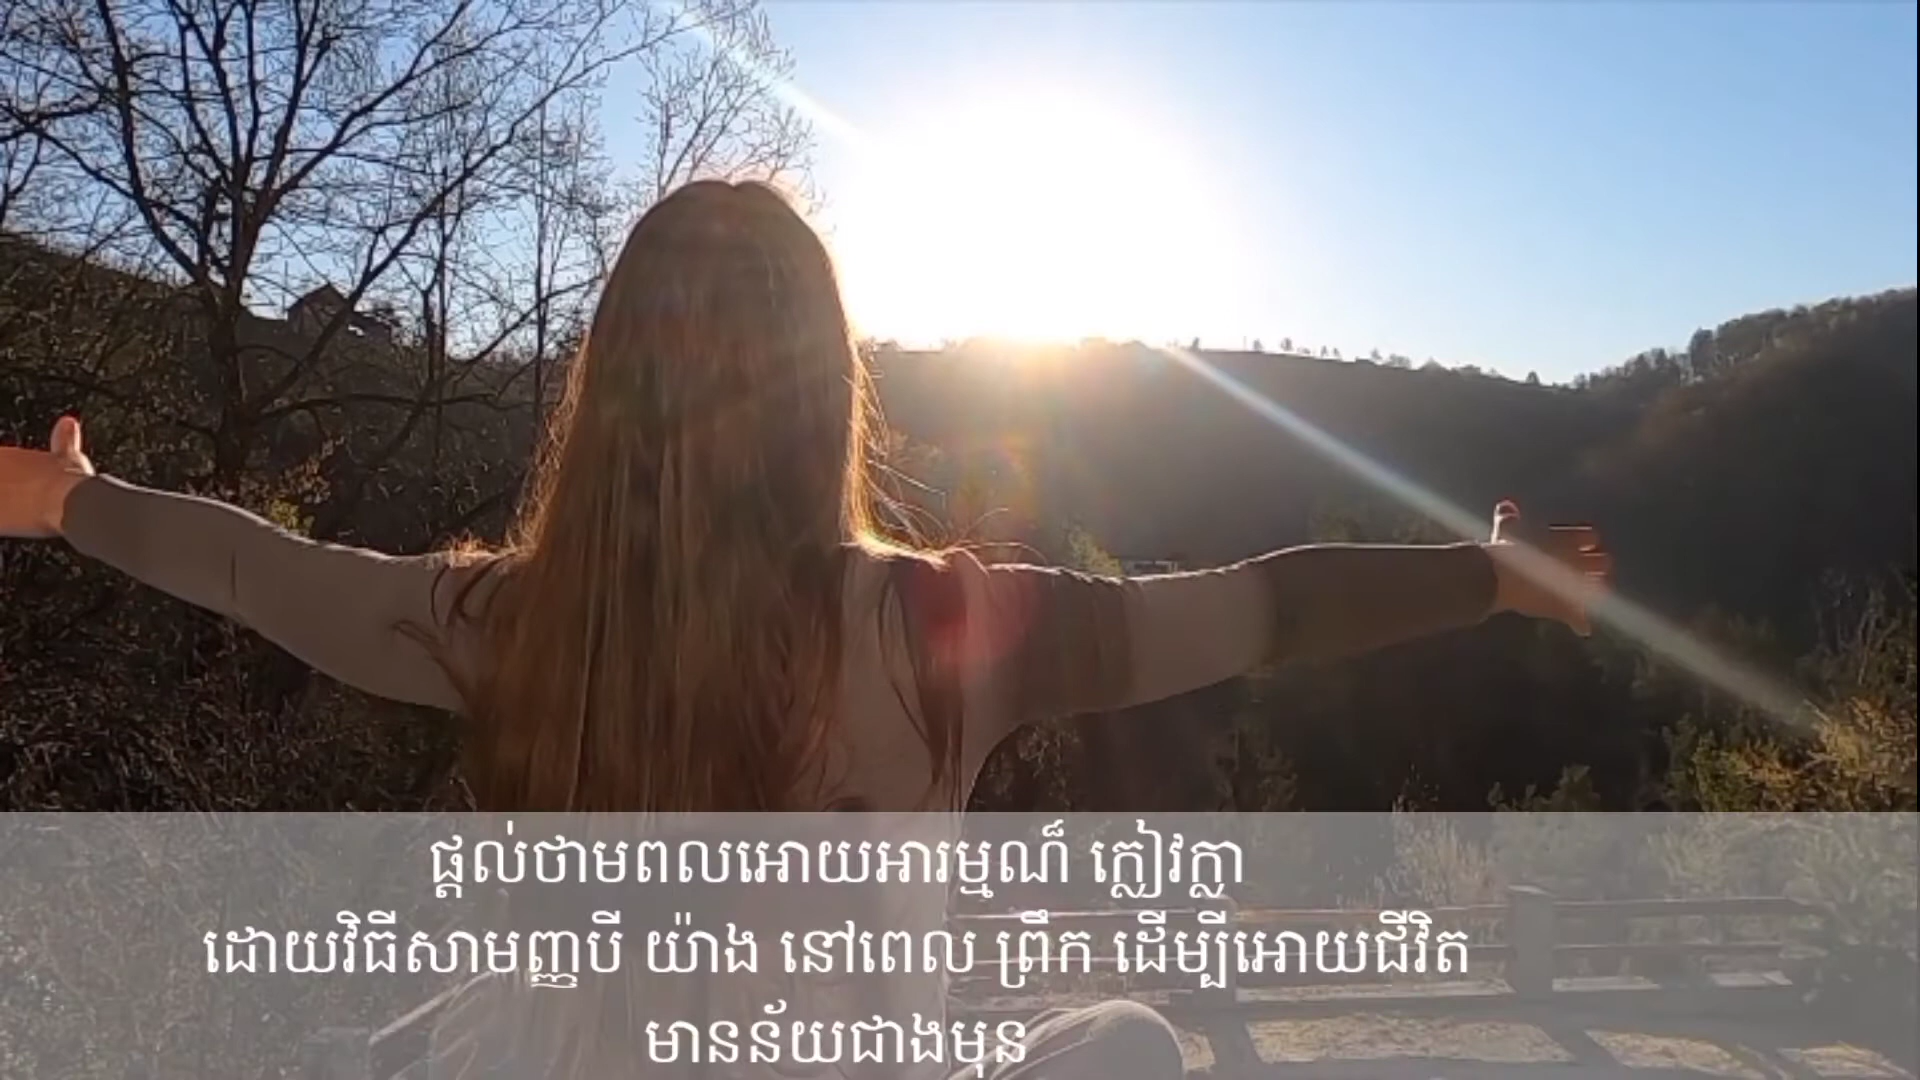 ផ្តល់ថាមពលអោយអារម្មណ៏ ក្លៀវក្លា
ដោយវិធីសាមញ្ញបី យ៉ាង នៅពេល ព្រឹក ដើម្បីអោយជីវិត
មានន័យជាងមុន